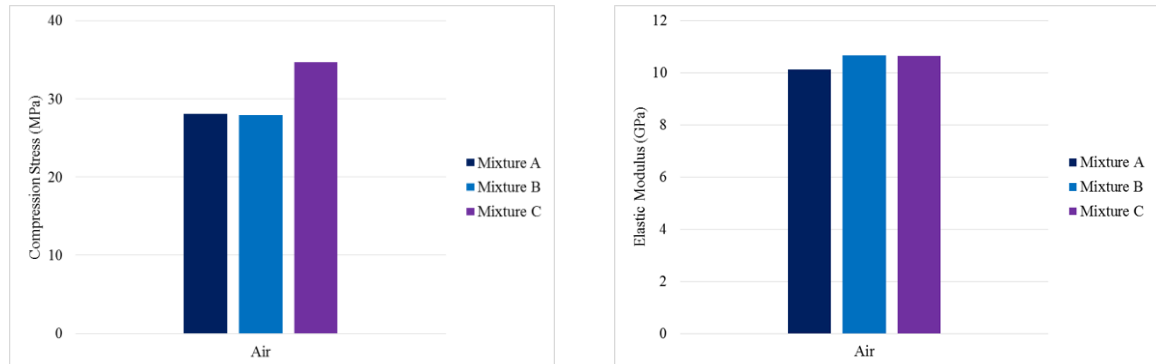 Compression Stress (MPa)
40
30
20
10
0
Air
Mixture A
Mixture B
Mixture C
Elastic Modulus (GPa)
12
10
8
6
4
2
0
Air
Mixture A
Mixture B
Mixture C